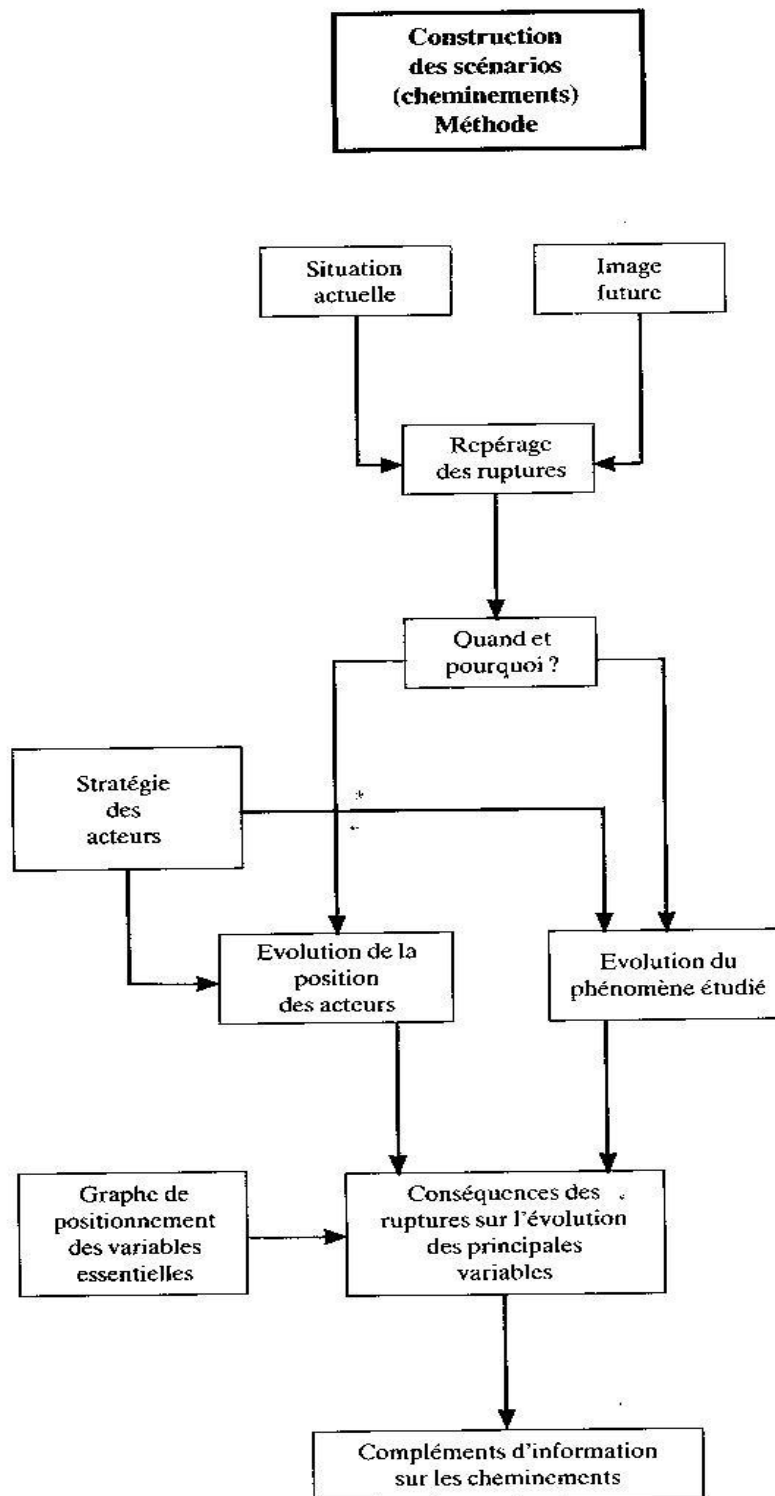 Construction
des scénarios
(cheminements)
Méthode
Situation
actuelle
Image
future
Repérage
des ruptures
Quand et
pourquoi ?
Stratégie
des
acteurs
Evolution de la
position
des acteurs
Evolution du
phénomène étudié
Graphe de
positionnement
des variables
essentielles
Conséquences des
ruptures sur l'évolution
des principales
variables
Compléments d'information
sur les cheminements